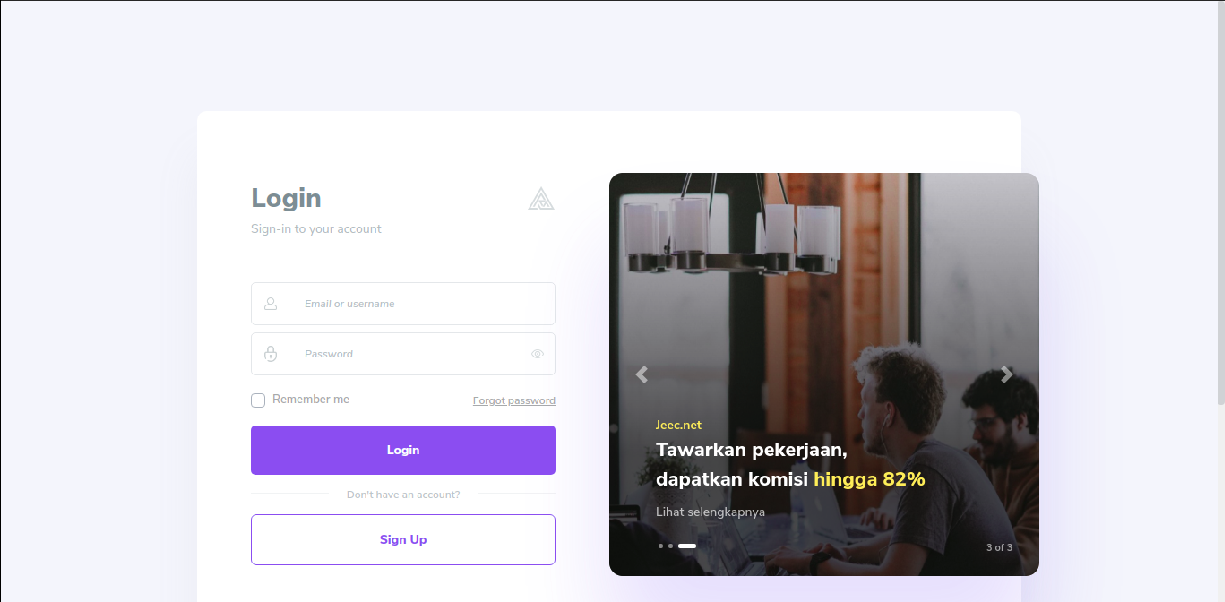 Login
Sign-in to your account
Email or username
Password
Remember me
Forgot password
Login
Don't have an account?
Sign Up
Jeec.net
Tawarkan pekerjaan,
dapatkan komisi hingga 82%
Lihat selengkapnya
3 of 3